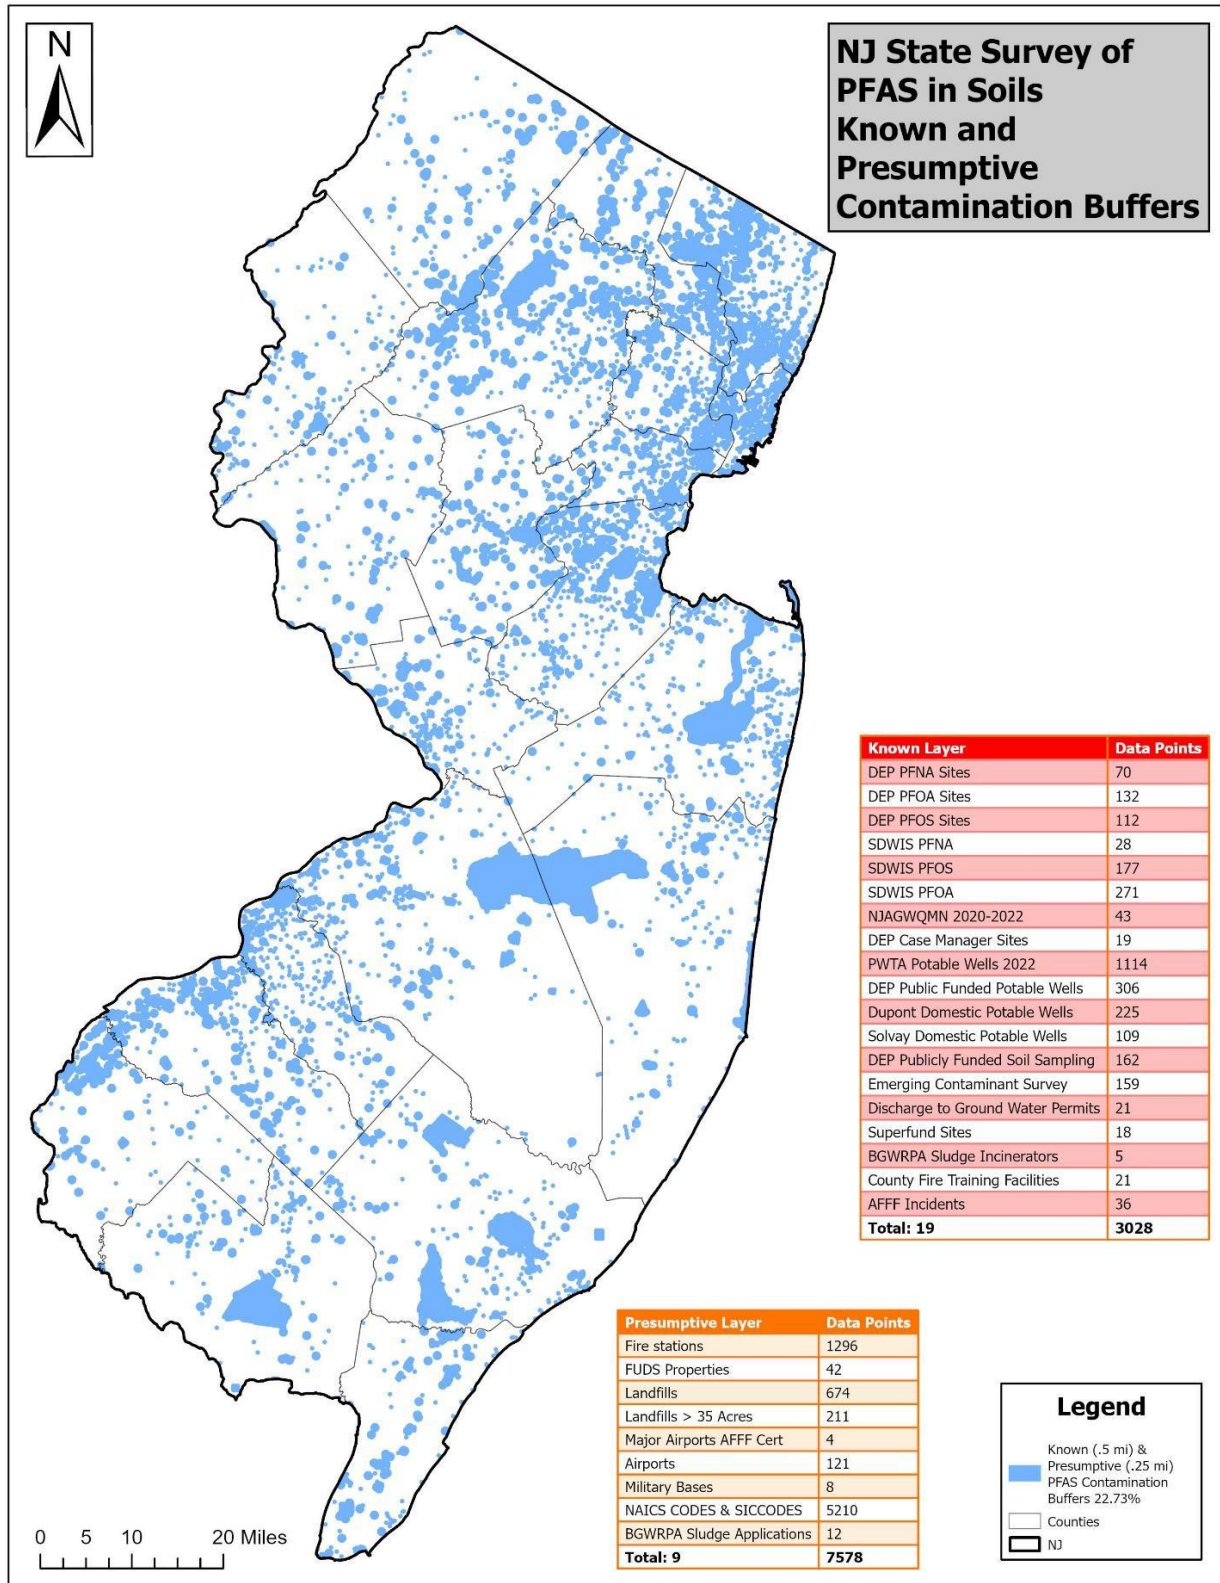 N
NJ State Survey of
PFAS in Soils
Known and
Presumptive
Contamination Buffers
Known Layer Data Points
DEP PFNA Sites 70
DEP PFOA Sites 132
DEP PFOS Sites 112
SDWIS PFNA 28
SDWIS PFOS 177
SDWIS PFOA 271
NJAGWQMN 2020-2022 43
DEP Case Manager Sites 19
PWTA Potable Wells 2022 1114
DEP Public Funded Potable Wells 306
Dupont Domestic Potable Wells 225
Solvay Domestic Potable Wells 109
DEP Publicly Funded Soil Sampling 162
Emerging Contaminant Survey 159
Discharge to Ground Water Permits 21
Superfund Sites 18
BGWRPA Sludge Incinerators 5
County Fire Training Facilities 21
AFFF Incidents 36
Total: 19 3028
Presumptive Layer Data Points
Fire stations 1296
FUDS Properties 42
Landfills 674
Landfills > 35 Acres 211
Major Airports AFFF Cert 4
Airports 121
Military Bases 8
NAICS CODES & SICCODES 5210
BGWRPA Sludge Applications 12
Total: 9 7578
Legend
Known (.5 mi) &
Presumptive (.25 mi)
PFAS Contamination
Buffers 22.73%
Counties
NJ
0 5 10 20 Miles